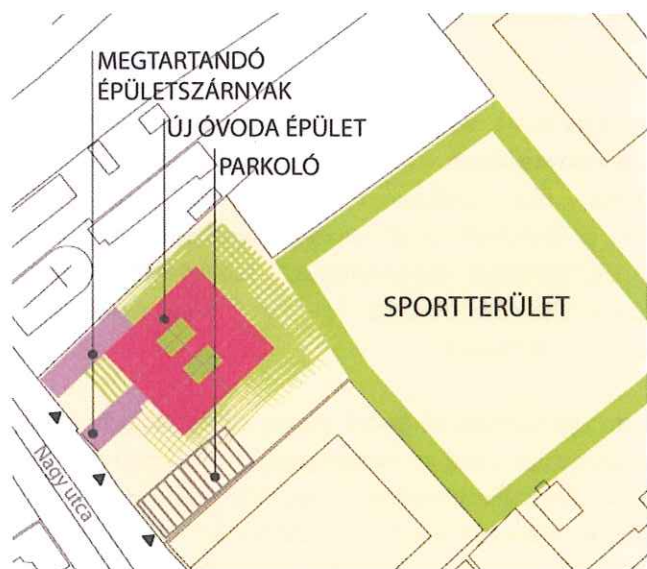 MEGTARTANDÓ
ÉPÜLETSZÁRNYAK
ÚJ ÓVODA ÉPÜLET
PARKOLÓ
SPORTTERÜLET
Nagy utca